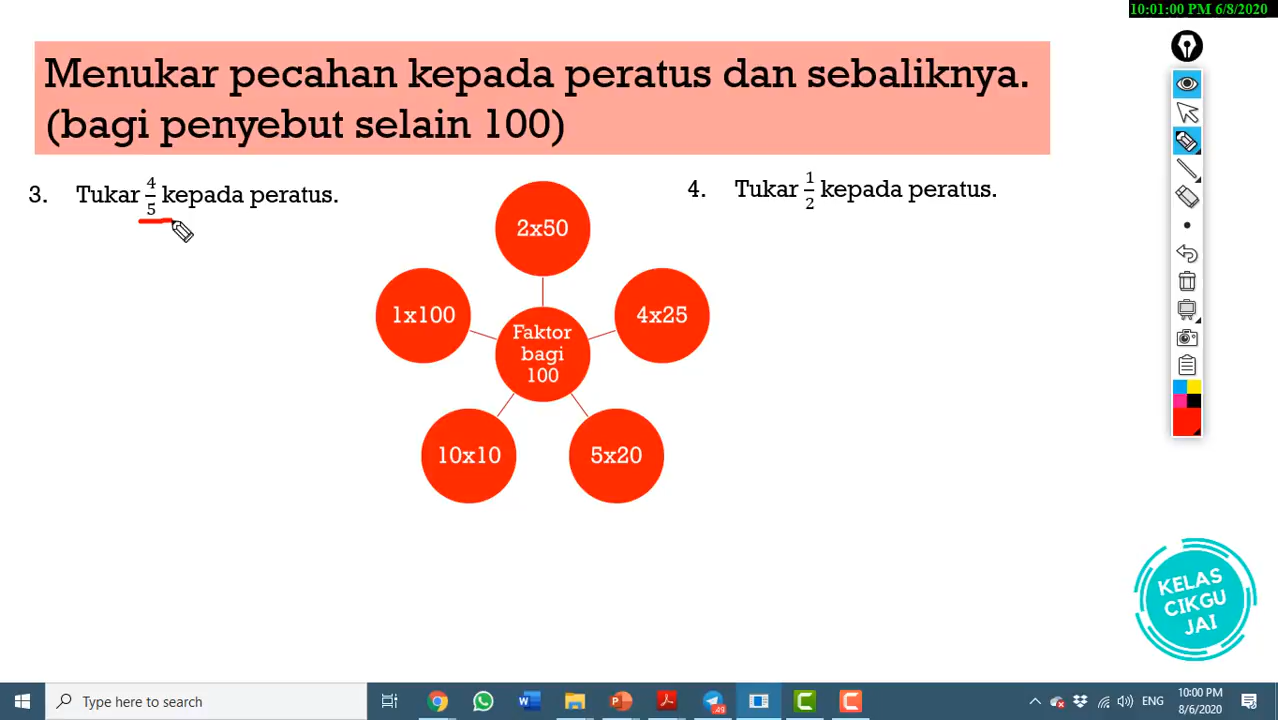 10:01:00 PM 6/8/2020
Menukar pecahan kepada peratus dan sebaliknya.
(bagi penyebut selain 100)
3. Tukar 4/5 kepada peratus.
4. Tukar 1/2 kepada peratus.
2x50
1x100
4x25
Faktor
bagi
100
10x10
5x20
KELAS
CIKGU
JAI
Type here to search
49
ENG
10:00 PM
8/6/2020